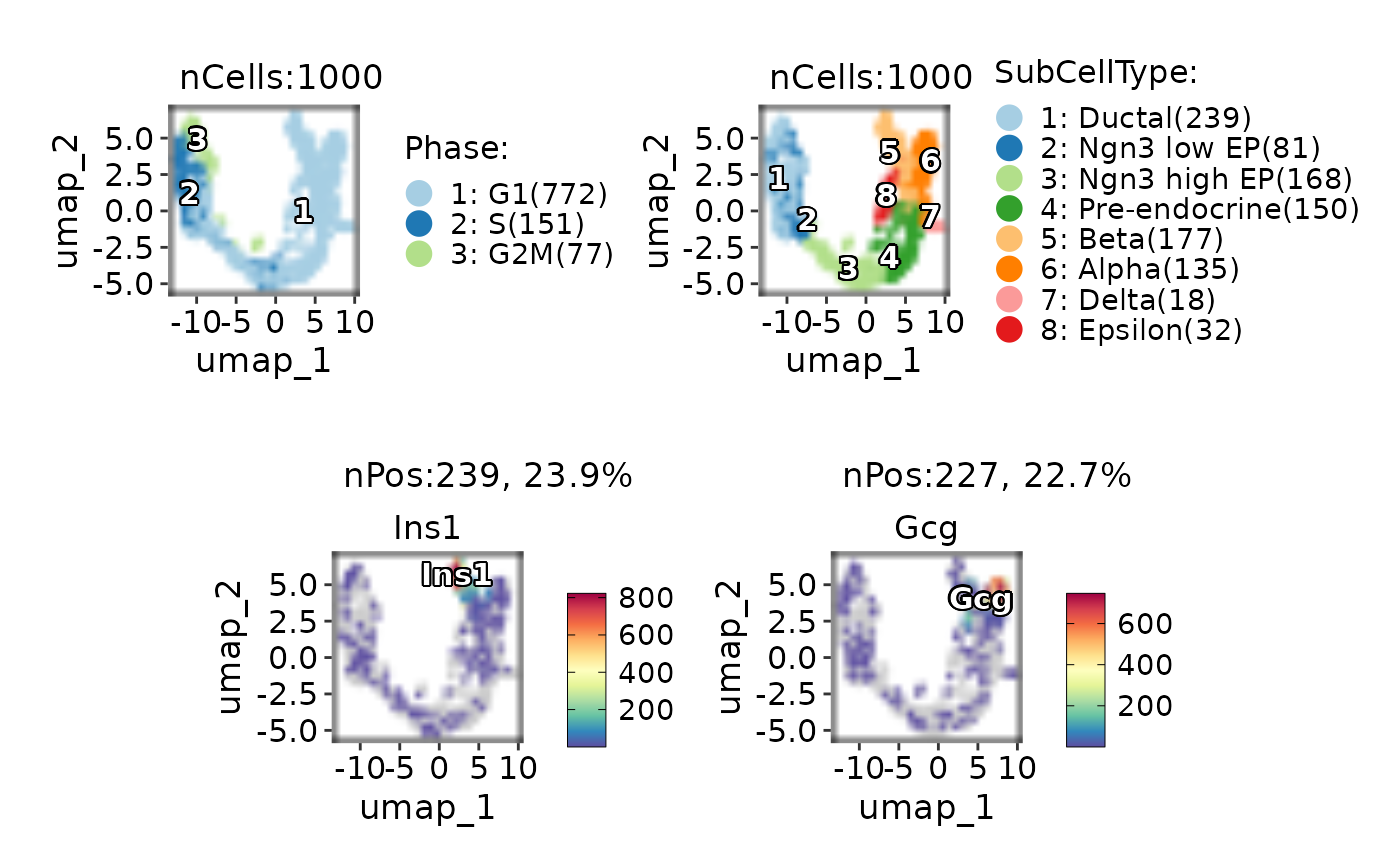 nCells:1000
umap_2
5.0
2.5
0.0
-2.5
-5.0
3
2
1
-10 -5 0 5 10
umap_1
Phase:
1: G1(772)
2: S(151)
3: G2M(77)
nCells:1000
umap_2
5.0
2.5
0.0
-2.5
-5.0
5
6
1
8
2
7
4
3
-10 -5 0 5 10
umap_1
SubCellType:
1: Ductal(239)
2: Ngn3 low EP(81)
3: Ngn3 high EP(168)
4: Pre-endocrine(150)
5: Beta(177)
6: Alpha(135)
7: Delta(18)
8: Epsilon(32)
nPos:239, 23.9%
Ins1
umap_2
5.0
2.5
0.0
-2.5
-5.0
Ins1
-10 -5 0 5 10
umap_1
800
600
400
200
nPos:227, 22.7%
Gcg
umap_2
5.0
2.5
0.0
-2.5
-5.0
Gcg
-10 -5 0 5 10
umap_1
600
400
200